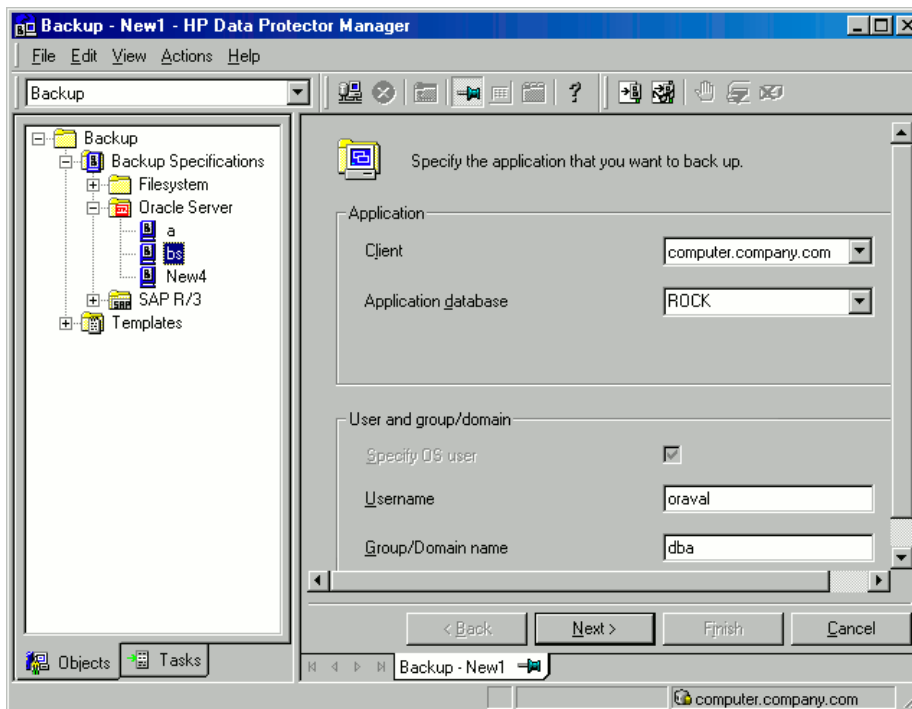 Backup - New1 - HP Data Protector Manager
File Edit View Actions Help
Backup
Backup
Backup Specifications
Filesystem
Oracle Server
a
bs
New4
SAP R/3
Templates
Objects
Tasks
Specify the application that you want to back up.
Application
Client
computer.company.com
Application database
ROCK
User and group/domain
Specify OS user
Username
oraval
Group/Domain name
dba
< Back
Next >
Finish
Cancel
Backup - New1
computer.company.com